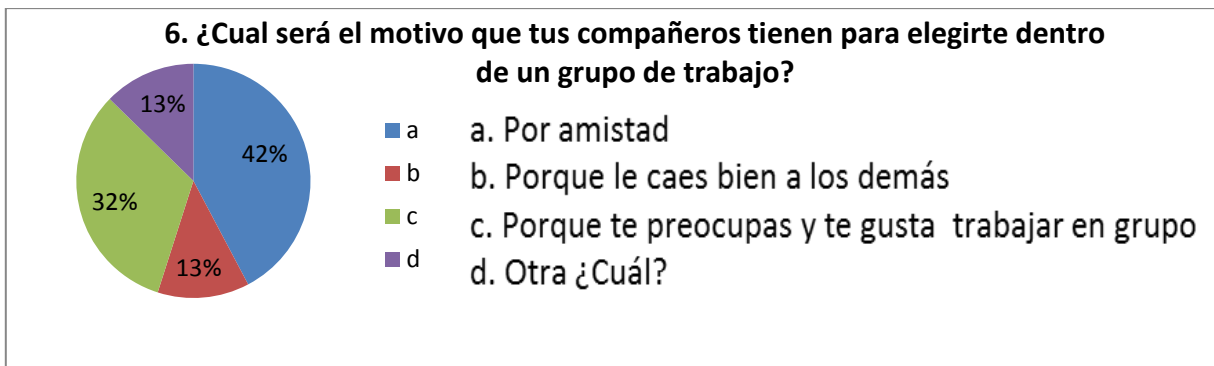 6. ¿Cual será el motivo que tus compañeros tienen para elegirte dentro
de un grupo de trabajo?
13%
42%
32%
13%
a
b
c
d
a. Por amistad
b. Porque le caes bien a los demás
c. Porque te preocupas y te gusta  trabajar en grupo
d. Otra ¿Cuál?